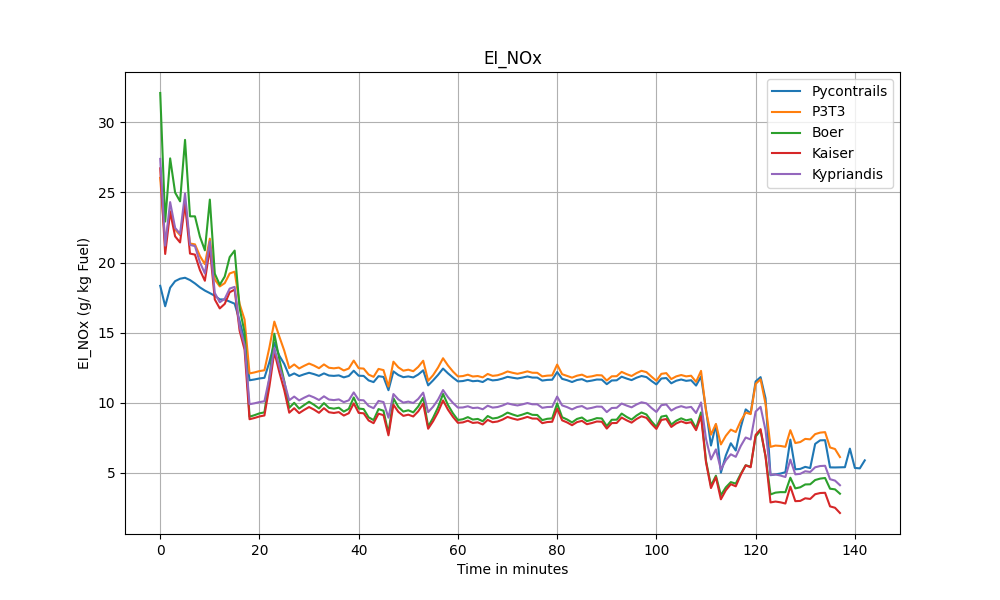 EI_NOx
EI_NOx (g/ kg Fuel)
30
25
20
15
10
5
0 20 40 60 80 100 120 140
Time in minutes
Pycontrails
P3T3
Boer
Kaiser
Kypriandis